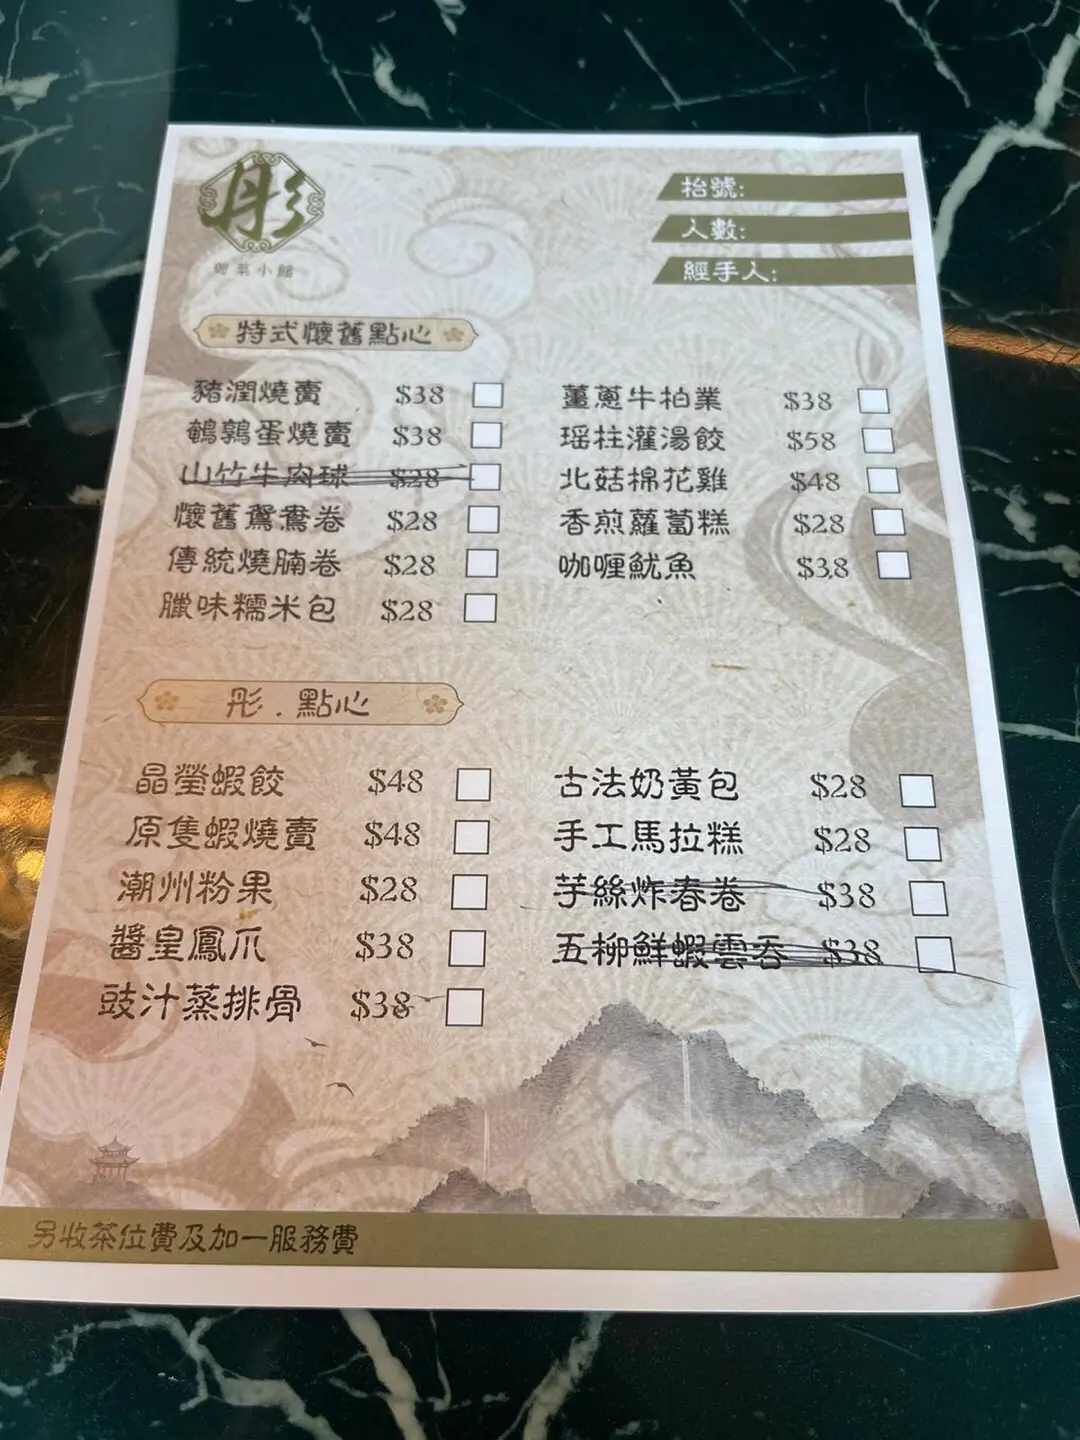 彤
粵菜小館
枱號:
人數:
經手人:
特式懷舊點心
豬潤燒賣 $38
鵪鶉蛋燒賣 $38
山竹牛肉球 $28
懷舊鴛鴦卷 $28
傳統燒腩卷 $28
臘味糯米包 $28
薑蔥牛柏業 $38
瑶柱灌湯餃 $58
北菇棉花雞 $48
香煎蘿蔔糕 $28
咖喱魷魚 $38
彤.點心
晶瑩蝦餃 $48
原隻蝦燒賣 $48
潮州粉果 $28
醬皇鳳爪 $38
豉汁蒸排骨 $38
古法奶黃包 $28
手工馬拉糕 $28
芋絲炸春卷 $38
五柳鮮蝦雲吞 $38
另收茶位費及加一服務費